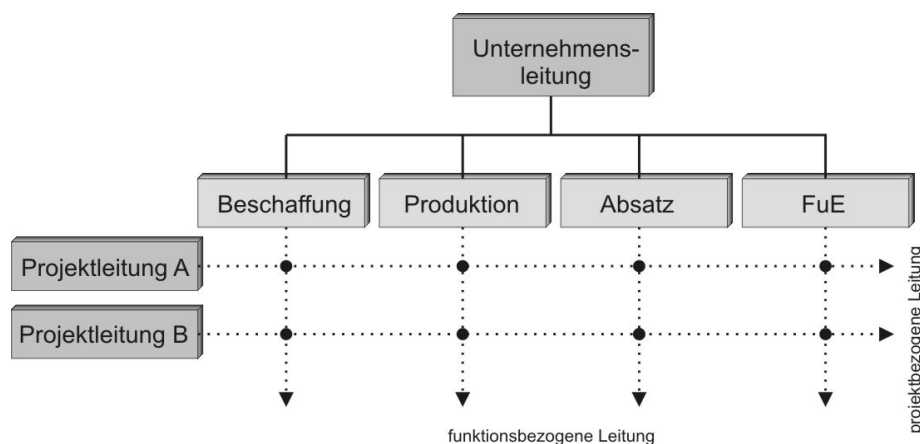 Unternehmens-
leitung
Beschaffung
Produktion
Absatz
FuE
Projektleitung A
Projektleitung B
projektbezogene Leitung
funktionsbezogene Leitung